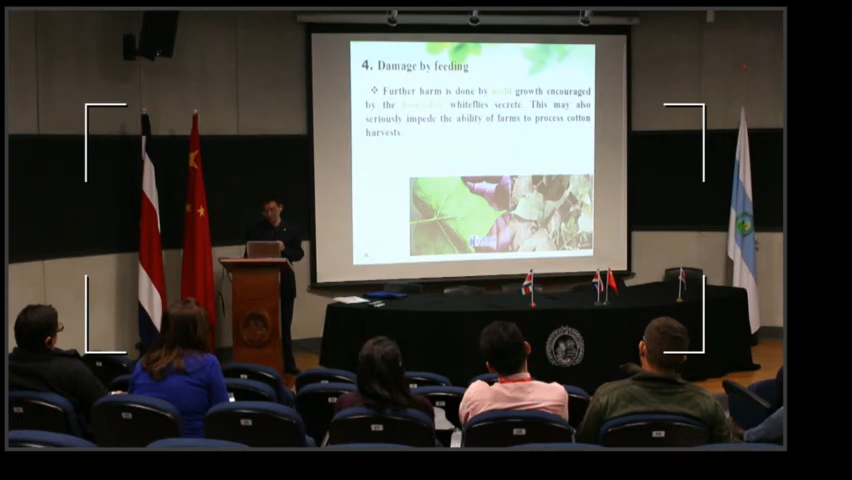 4. Damage by feeding
❖ Further harm is done by mold growth encouraged
by the whiteflies secrete. This may also
seriously impede the ability of farms to process cotton
harvests.